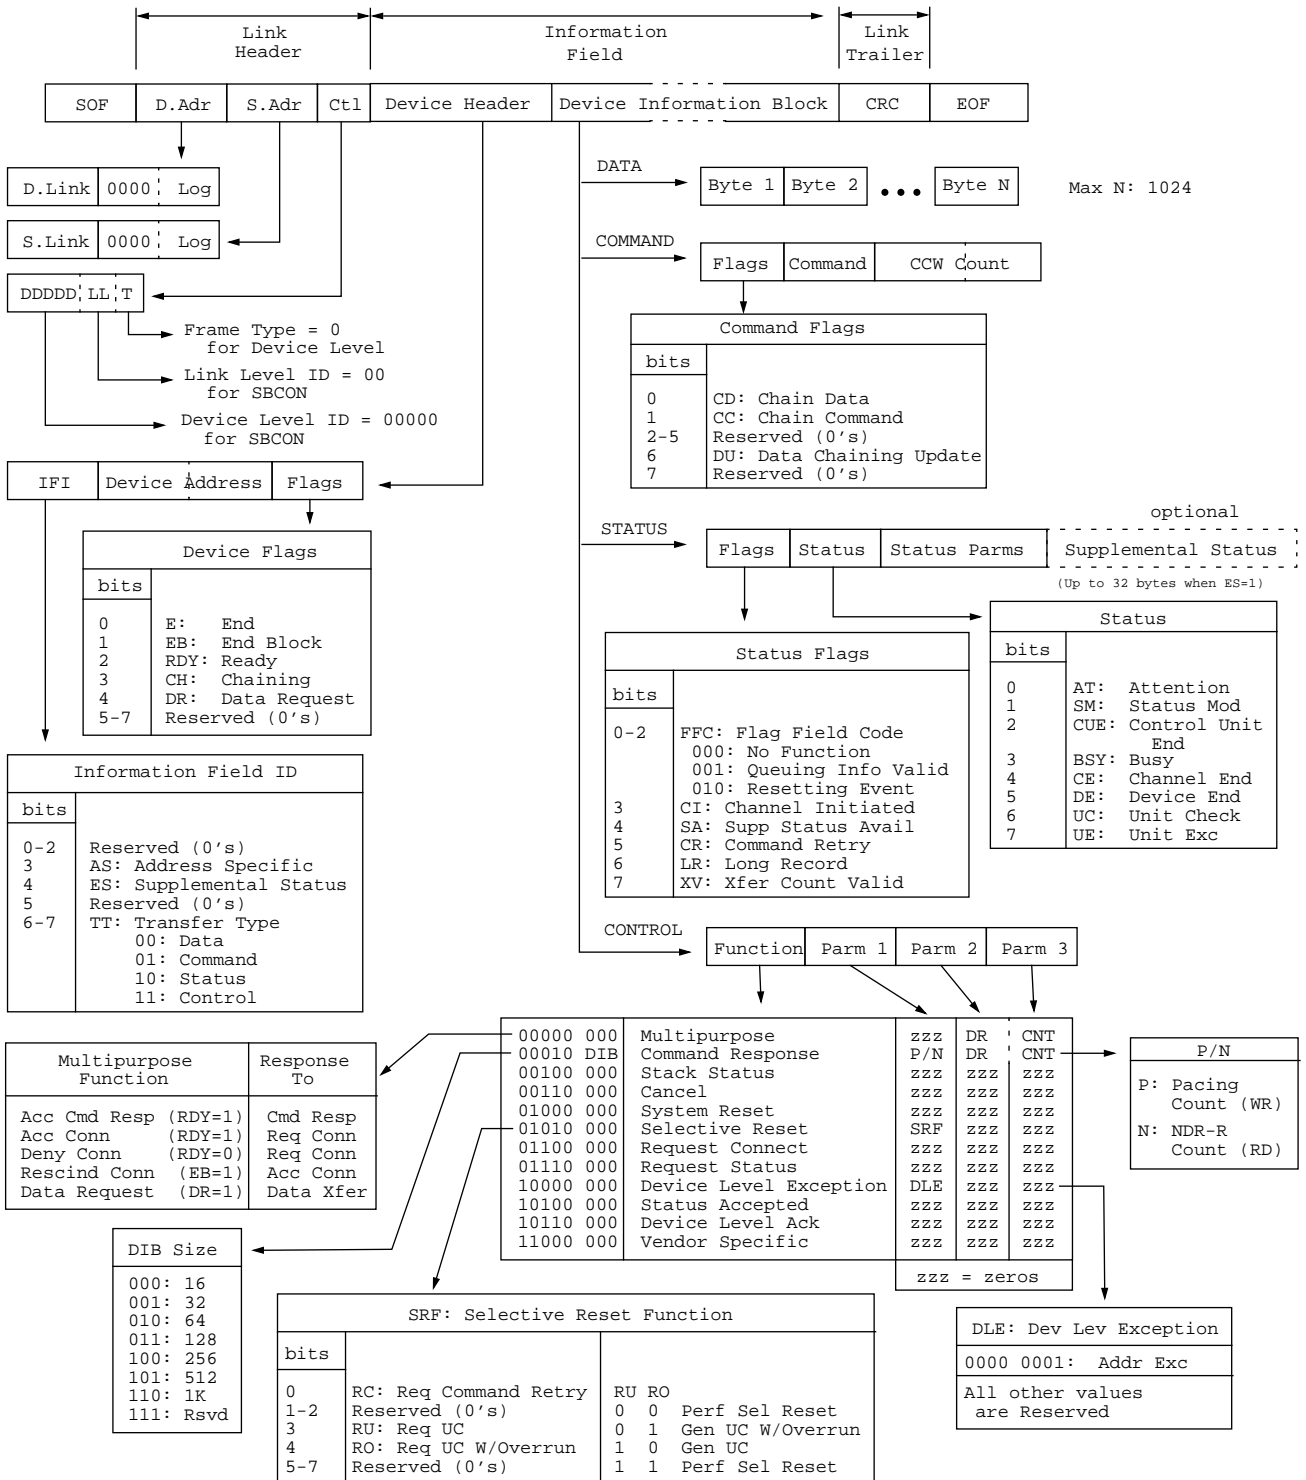 Link Header
Information Field
Link Trailer
SOF D.Adr S.Adr Ctl Device Header Device Information Block CRC EOF
D.Link 0000 Log
S.Link 0000 Log
DDDDD LL T
Frame Type = 0
for Device Level
Link Level ID = 00
for SBCON
Device Level ID = 00000
for SBCON
IFI Device Address Flags
Device Flags
bits
0 E: End
1 EB: End Block
2 RDY: Ready
3 CH: Chaining
4 DR: Data Request
5-7 Reserved (0's)
Information Field ID
bits
0-2 Reserved (0's)
3 AS: Address Specific
4 ES: Supplemental Status
5 Reserved (0's)
6-7 TT: Transfer Type
00: Data
01: Command
10: Status
11: Control
DATA
Byte 1 Byte 2 ••• Byte N Max N: 1024
COMMAND
Flags Command CCW Count
Command Flags
bits
0 CD: Chain Data
1 CC: Chain Command
2-5 Reserved (0's)
6 DU: Data Chaining Update
7 Reserved (0's)
STATUS
optional
Flags Status Status Parms Supplemental Status
(Up to 32 bytes when ES=1)
Status Flags
bits
0-2 FFC: Flag Field Code
000: No Function
001: Queuing Info Valid
010: Resetting Event
3 CI: Channel Initiated
4 SA: Supp Status Avail
5 CR: Command Retry
6 LR: Long Record
7 XV: Xfer Count Valid
Status
bits
0 AT: Attention
1 SM: Status Mod
2 CUE: Control Unit
End
3 BSY: Busy
4 CE: Channel End
5 DE: Device End
6 UC: Unit Check
7 UE: Unit Exc
CONTROL
Function Parm 1 Parm 2 Parm 3
00000 000 Multipurpose zzz DR CNT
00010 DIB Command Response P/N DR CNT
00100 000 Stack Status zzz zzz zzz
00110 000 Cancel zzz zzz zzz
01000 000 System Reset zzz zzz zzz
01010 000 Selective Reset SRF zzz zzz
01100 000 Request Connect zzz zzz zzz
01110 000 Request Status zzz zzz zzz
10000 000 Device Level Exception DLE zzz zzz
10100 000 Status Accepted zzz zzz zzz
10110 000 Device Level Ack zzz zzz zzz
11000 000 Vendor Specific zzz zzz zzz
zzz = zeros
Multipurpose Function Response To
Acc Cmd Resp (RDY=1) Cmd Resp
Acc Conn (RDY=1) Req Conn
Deny Conn (RDY=0) Req Conn
Rescind Conn (EB=1) Acc Conn
Data Request (DR=1) Data Xfer
P/N
P: Pacing
Count (WR)
N: NDR-R
Count (RD)
DIB Size
000: 16
001: 32
010: 64
011: 128
100: 256
101: 512
110: 1K
111: Rsvd
SRF: Selective Reset Function
bits
0 RC: Req Command Retry RU RO
1-2 Reserved (0's) 0 0 Perf Sel Reset
3 RU: Req UC 0 1 Gen UC W/Overrun
4 RO: Req UC W/Overrun 1 0 Gen UC
5-7 Reserved (0's) 1 1 Perf Sel Reset
DLE: Dev Lev Exception
0000 0001: Addr Exc
All other values
are Reserved